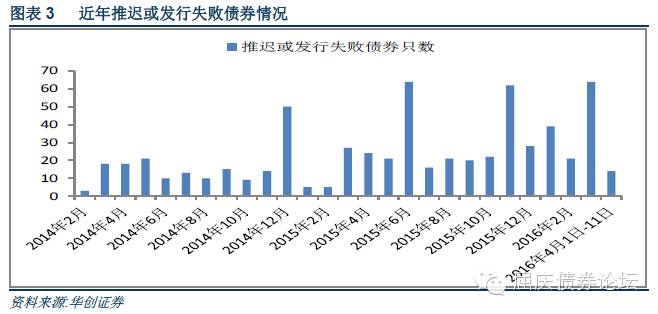 图表 3 近年推迟或发行失败债券情况
推迟或发行失败债券只数
70
60
50
40
30
20
10
0
2014年2月
2014年4月
2014年6月
2014年8月
2014年10月
2014年12月
2015年2月
2015年4月
2015年6月
2015年8月
2015年10月
2015年12月
2016年2月
2016年4月1日-11日
屈庆债券论坛
资料来源:华创证券